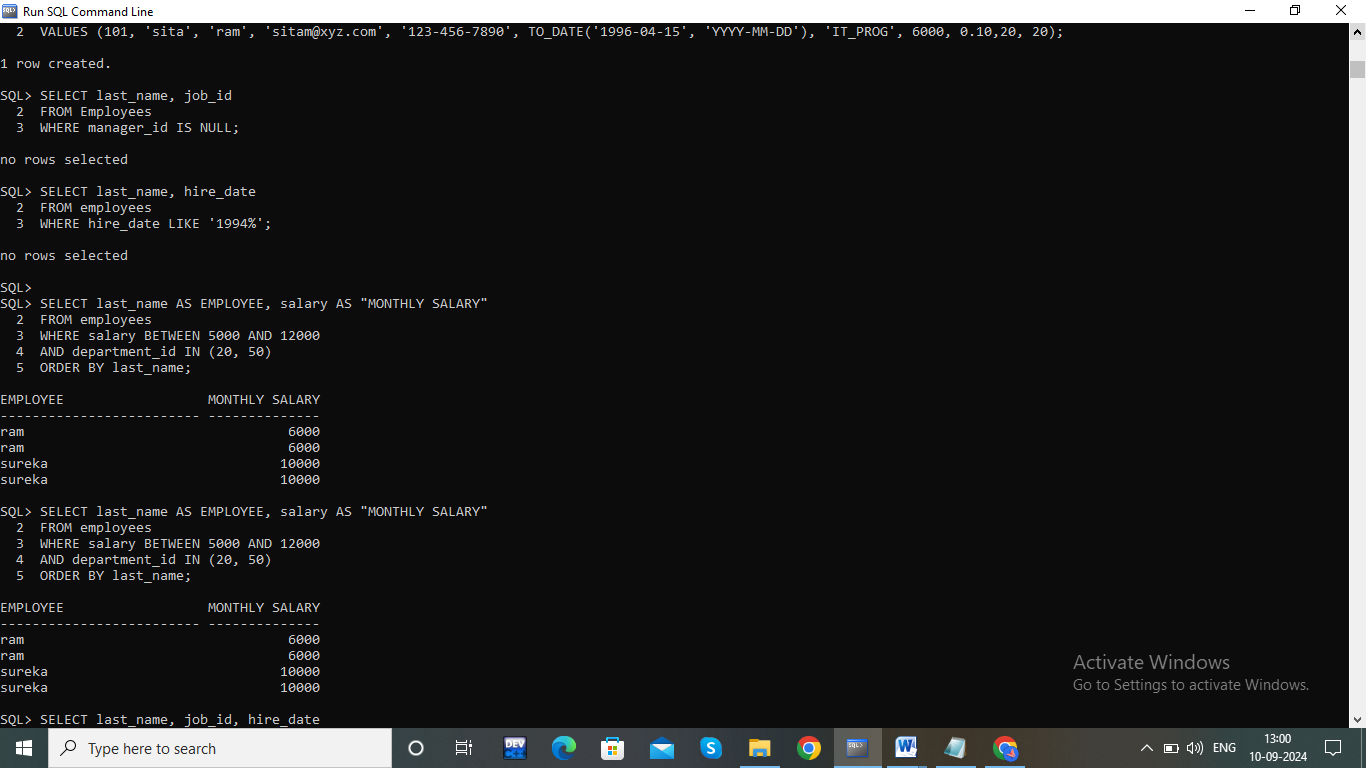 Run SQL Command Line
  2  VALUES (101, 'sita', 'ram', 'sitam@xyz.com', '123-456-7890', TO_DATE('1996-04-15', 'YYYY-MM-DD'), 'IT_PROG', 6000, 0.10,20, 20);
1 row created.
SQL> SELECT last_name, job_id
  2  FROM Employees
  3  WHERE manager_id IS NULL;
no rows selected
SQL> SELECT last_name, hire_date
  2  FROM employees
  3  WHERE hire_date LIKE '1994%';
no rows selected
SQL>
SQL> SELECT last_name AS EMPLOYEE, salary AS "MONTHLY SALARY"
  2  FROM employees
  3  WHERE salary BETWEEN 5000 AND 12000
  4  AND department_id IN (20, 50)
  5  ORDER BY last_name;
EMPLOYEE                  MONTHLY SALARY
------------------------- --------------
ram                                 6000
ram                                 6000
sureka                             10000
sureka                             10000
SQL> SELECT last_name AS EMPLOYEE, salary AS "MONTHLY SALARY"
  2  FROM employees
  3  WHERE salary BETWEEN 5000 AND 12000
  4  AND department_id IN (20, 50)
  5  ORDER BY last_name;
EMPLOYEE                  MONTHLY SALARY
------------------------- --------------
ram                                 6000
ram                                 6000
sureka                             10000
sureka                             10000
SQL> SELECT last_name, job_id, hire_date
Activate Windows
Go to Settings to activate Windows.
Type here to search
DEV
C++
SQL>
ENG
13:00
10-09-2024